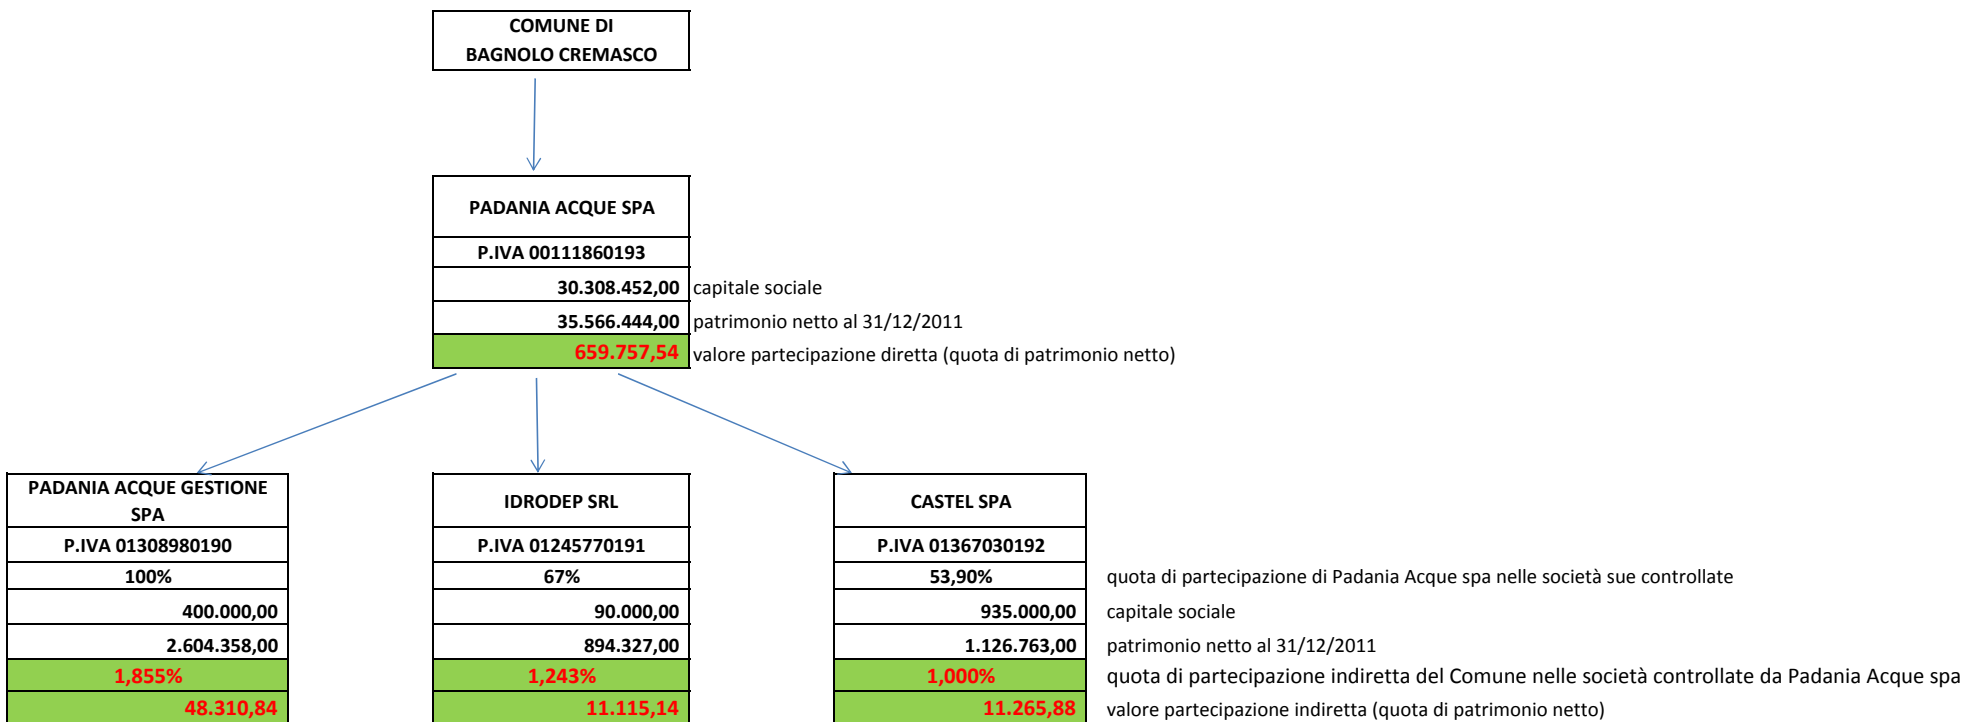 COMUNE DI
BAGNOLO CREMASCO
PADANIA ACQUE SPA
P.IVA 00111860193
30.308.452,00 capitale sociale
35.566.444,00 patrimonio netto al 31/12/2011
659.757,54 valore partecipazione diretta (quota di patrimonio netto)
PADANIA ACQUE GESTIONE
SPA
IDRODEP SRL
CASTEL SPA
P.IVA 01308980190 P.IVA 01245770191 P.IVA 01367030192
100% 67% 53,90% quota di partecipazione di Padania Acque spa nelle società sue controllate
400.000,00 90.000,00 935.000,00 capitale sociale
2.604.358,00 894.327,00 1.126.763,00 patrimonio netto al 31/12/2011
1,855% 1,243% 1,000% quota di partecipazione indiretta del Comune nelle società controllate da Padania Acque spa
48.310,84 11.115,14 11.265,88 valore partecipazione indiretta (quota di patrimonio netto)